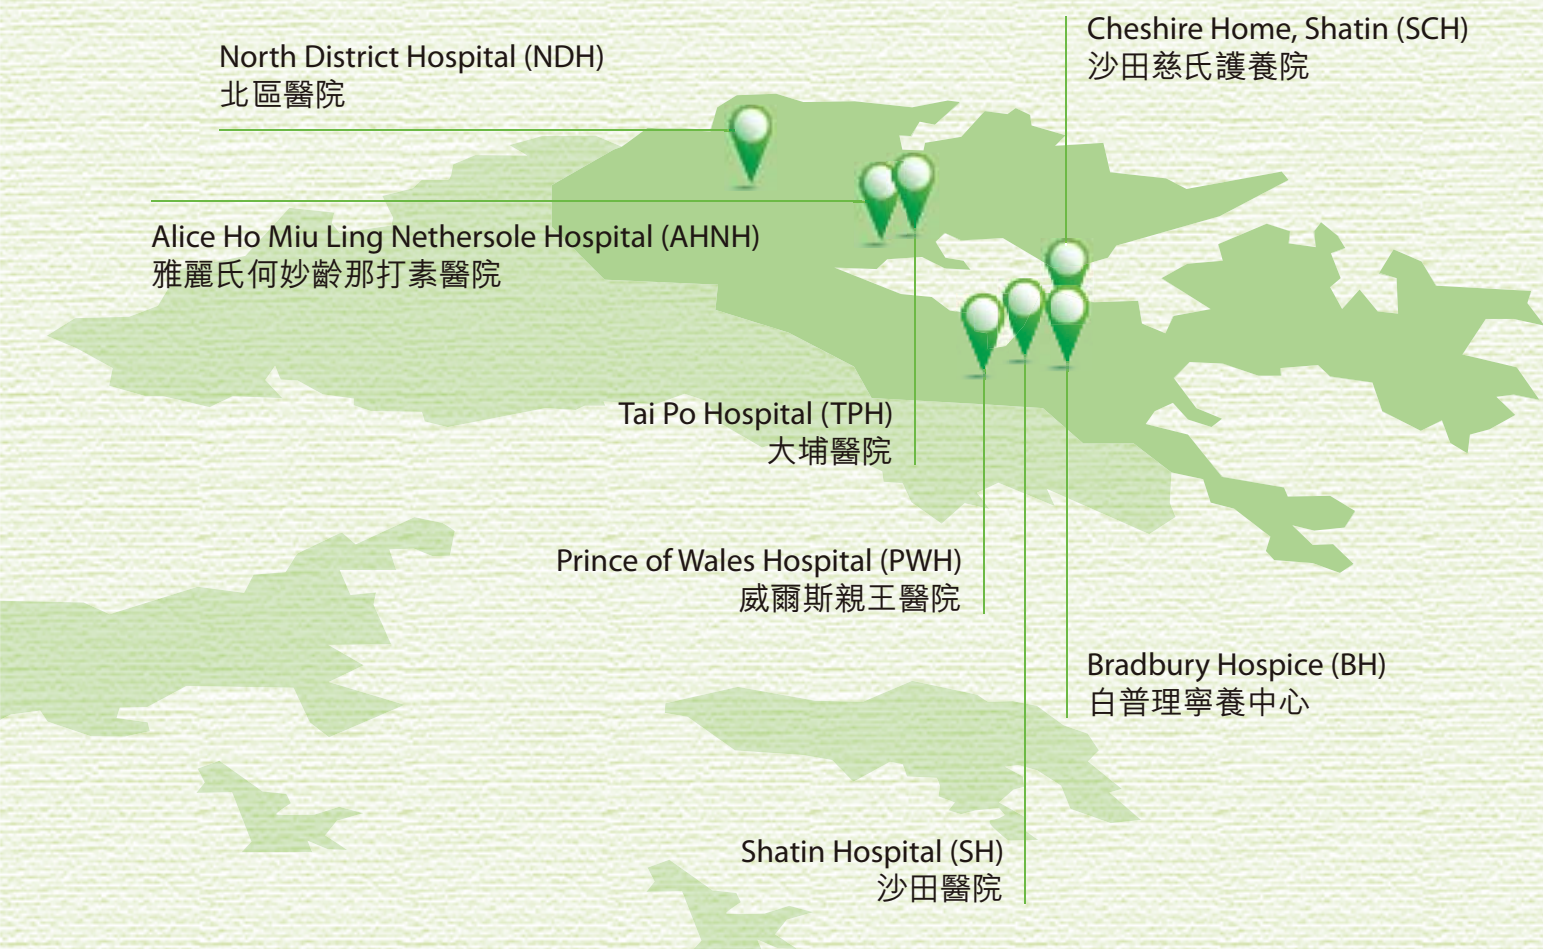 Cheshire Home, Shatin (SCH)
沙田慈氏護養院
North District Hospital (NDH)
北區醫院
Alice Ho Miu Ling Nethersole Hospital (AHNH)
雅麗氏何妙齡那打素醫院
Tai Po Hospital (TPH)
大埔醫院
Prince of Wales Hospital (PWH)
威爾斯親王醫院
Bradbury Hospice (BH)
白普理寧養中心
Shatin Hospital (SH)
沙田醫院